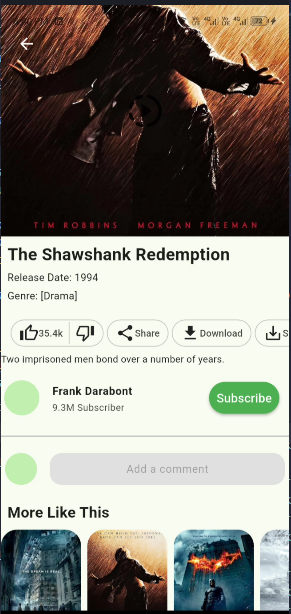 TIM ROBBINS MORGAN FREEMAN
The Shawshank Redemption
Release Date: 1994
Genre: [Drama]
35.4k Share Download S
Two imprisoned men bond over a number of years.
Frank Darabont
9.3M Subscriber
Subscribe
Add a comment
More Like This